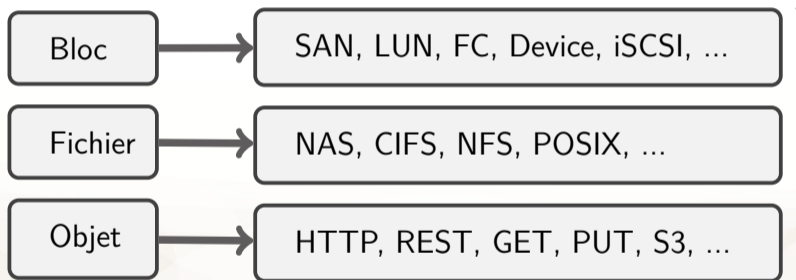 Bloc
SAN, LUN, FC, Device, iSCSI, ...
Fichier
NAS, CIFS, NFS, POSIX, ...
Objet
HTTP, REST, GET, PUT, S3, ...